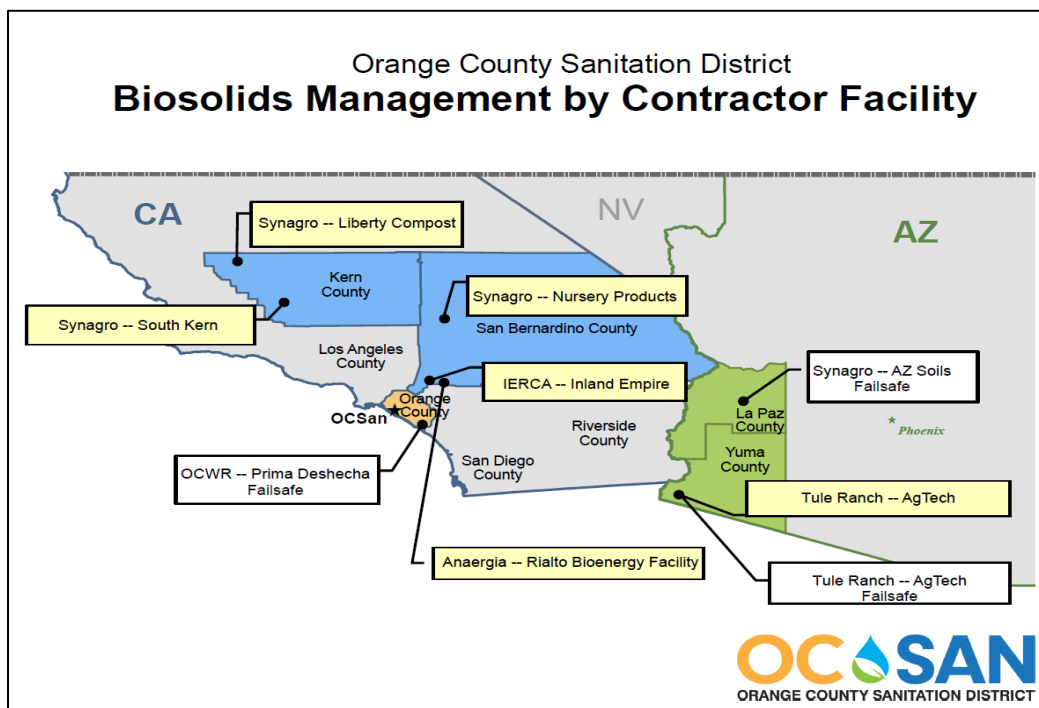 Orange County Sanitation District
Biosolids Management by Contractor Facility
CA
NV
AZ
Synagro -- Liberty Compost
Kern
County
Synagro -- Nursery Products
Synagro -- South Kern
San Bernardino County
Los Angeles
County
IERCA -- Inland Empire
Synagro -- AZ Soils
Failsafe
Orange
County
OCSan
La Paz
County
Phoenix
Riverside
County
Yuma
County
San Diego
County
OCWR -- Prima Deshecha
Failsafe
Tule Ranch -- AgTech
Anaergia -- Rialto Bioenergy Facility
Tule Ranch -- AgTech
Failsafe
OC SAN
ORANGE COUNTY SANITATION DISTRICT